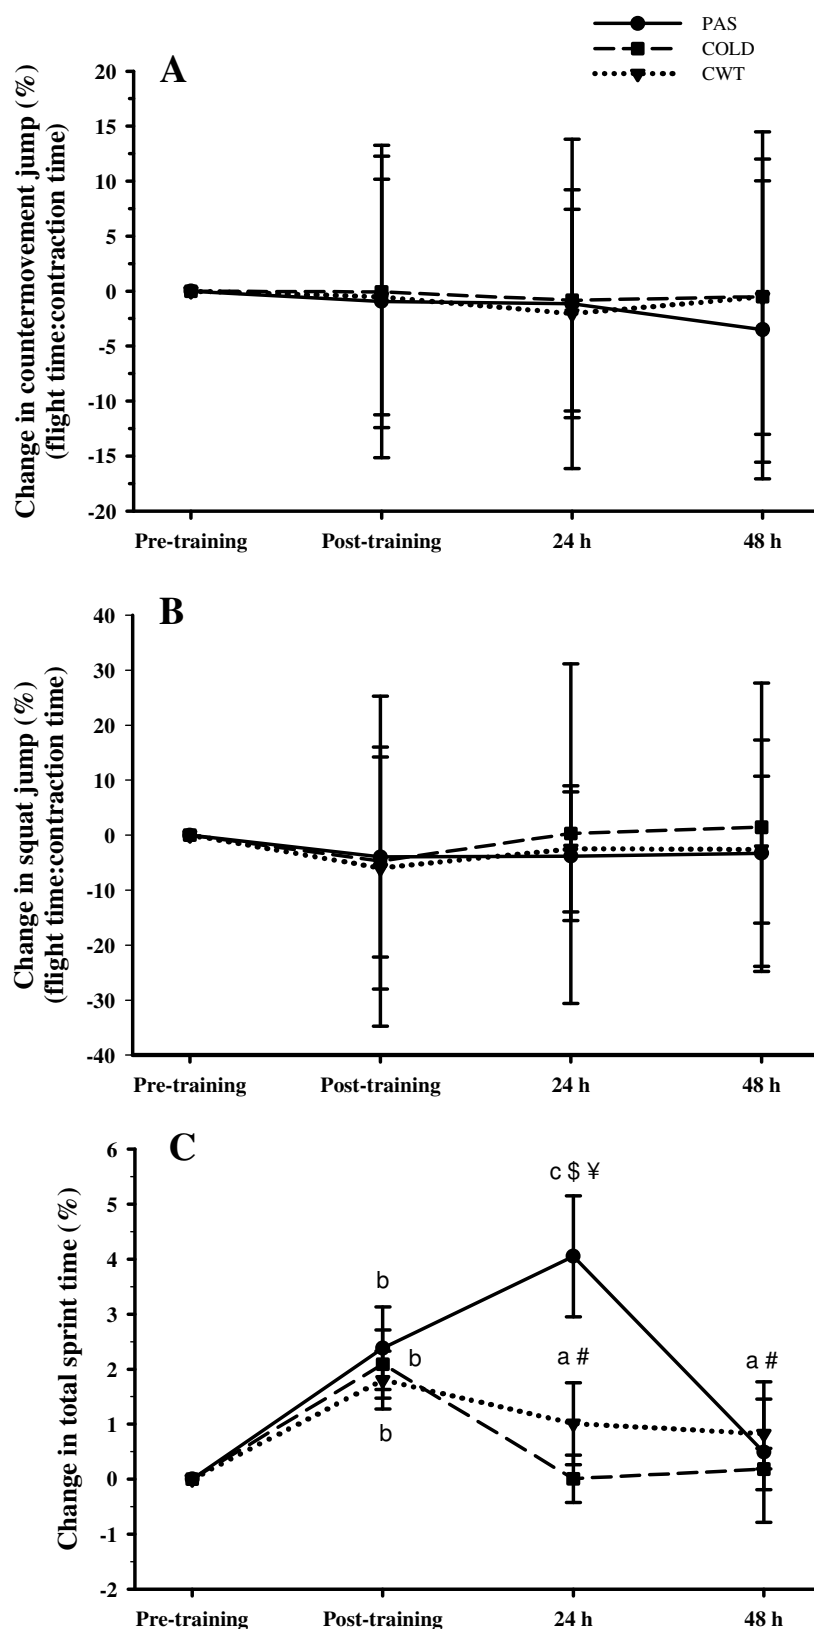 PAS
COLD
CWT
A
Change in countermovement jump (%)
(flight time:contraction time)
20
15
10
5
0
-5
-10
-15
-20
Pre-training Post-training 24 h 48 h
B
Change in squat jump (%)
(flight time:contraction time)
40
30
20
10
0
-10
-20
-30
-40
Pre-training Post-training 24 h 48 h
C
Change in total sprint time (%)
6
5
4
3
2
1
0
-1
-2
c $ ¥
b
b
a #
a #
b
Pre-training Post-training 24 h 48 h